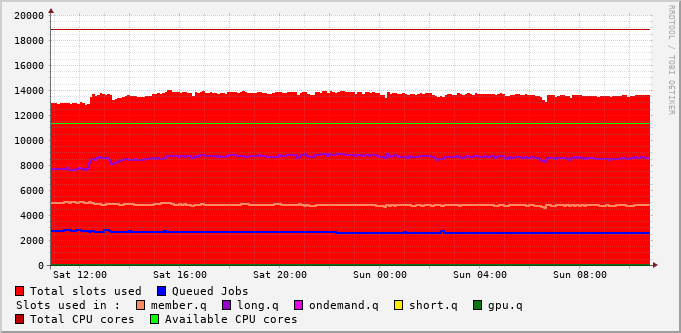 20000
18000
16000
14000
12000
10000
8000
6000
4000
2000
0
Sat 12:00 Sat 16:00 Sat 20:00 Sun 00:00 Sun 04:00 Sun 08:00
RRDTOOL / TOBI OETIKER
Total slots used Queued Jobs
Slots used in : member.q long.q ondemand.q short.q gpu.q
Total CPU cores Available CPU cores